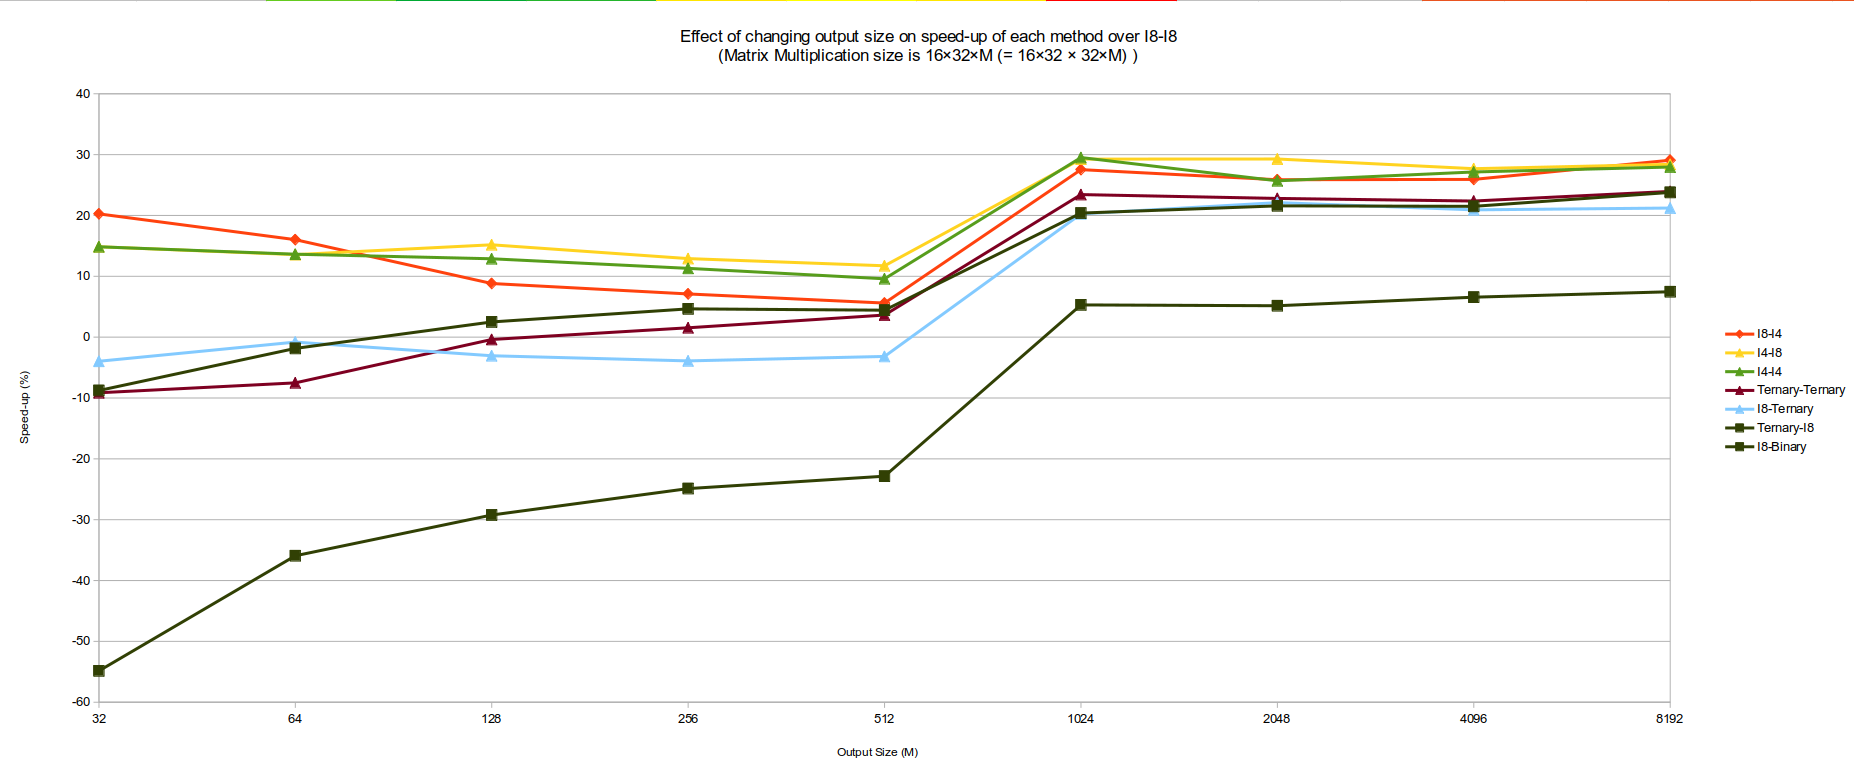 Effect of changing output size on speed-up of each method over I8-I8
(Matrix Multiplication size is 16×32×M (= 16×32 × 32×M) )
40
30
20
10
0
-10
-20
-30
-40
-50
-60
Speed-up (%)
32 64 128 256 512 1024 2048 4096 8192
Output Size (M)
I8-I4
I4-I8
I4-I4
Ternary-Ternary
I8-Ternary
Ternary-I8
I8-Binary